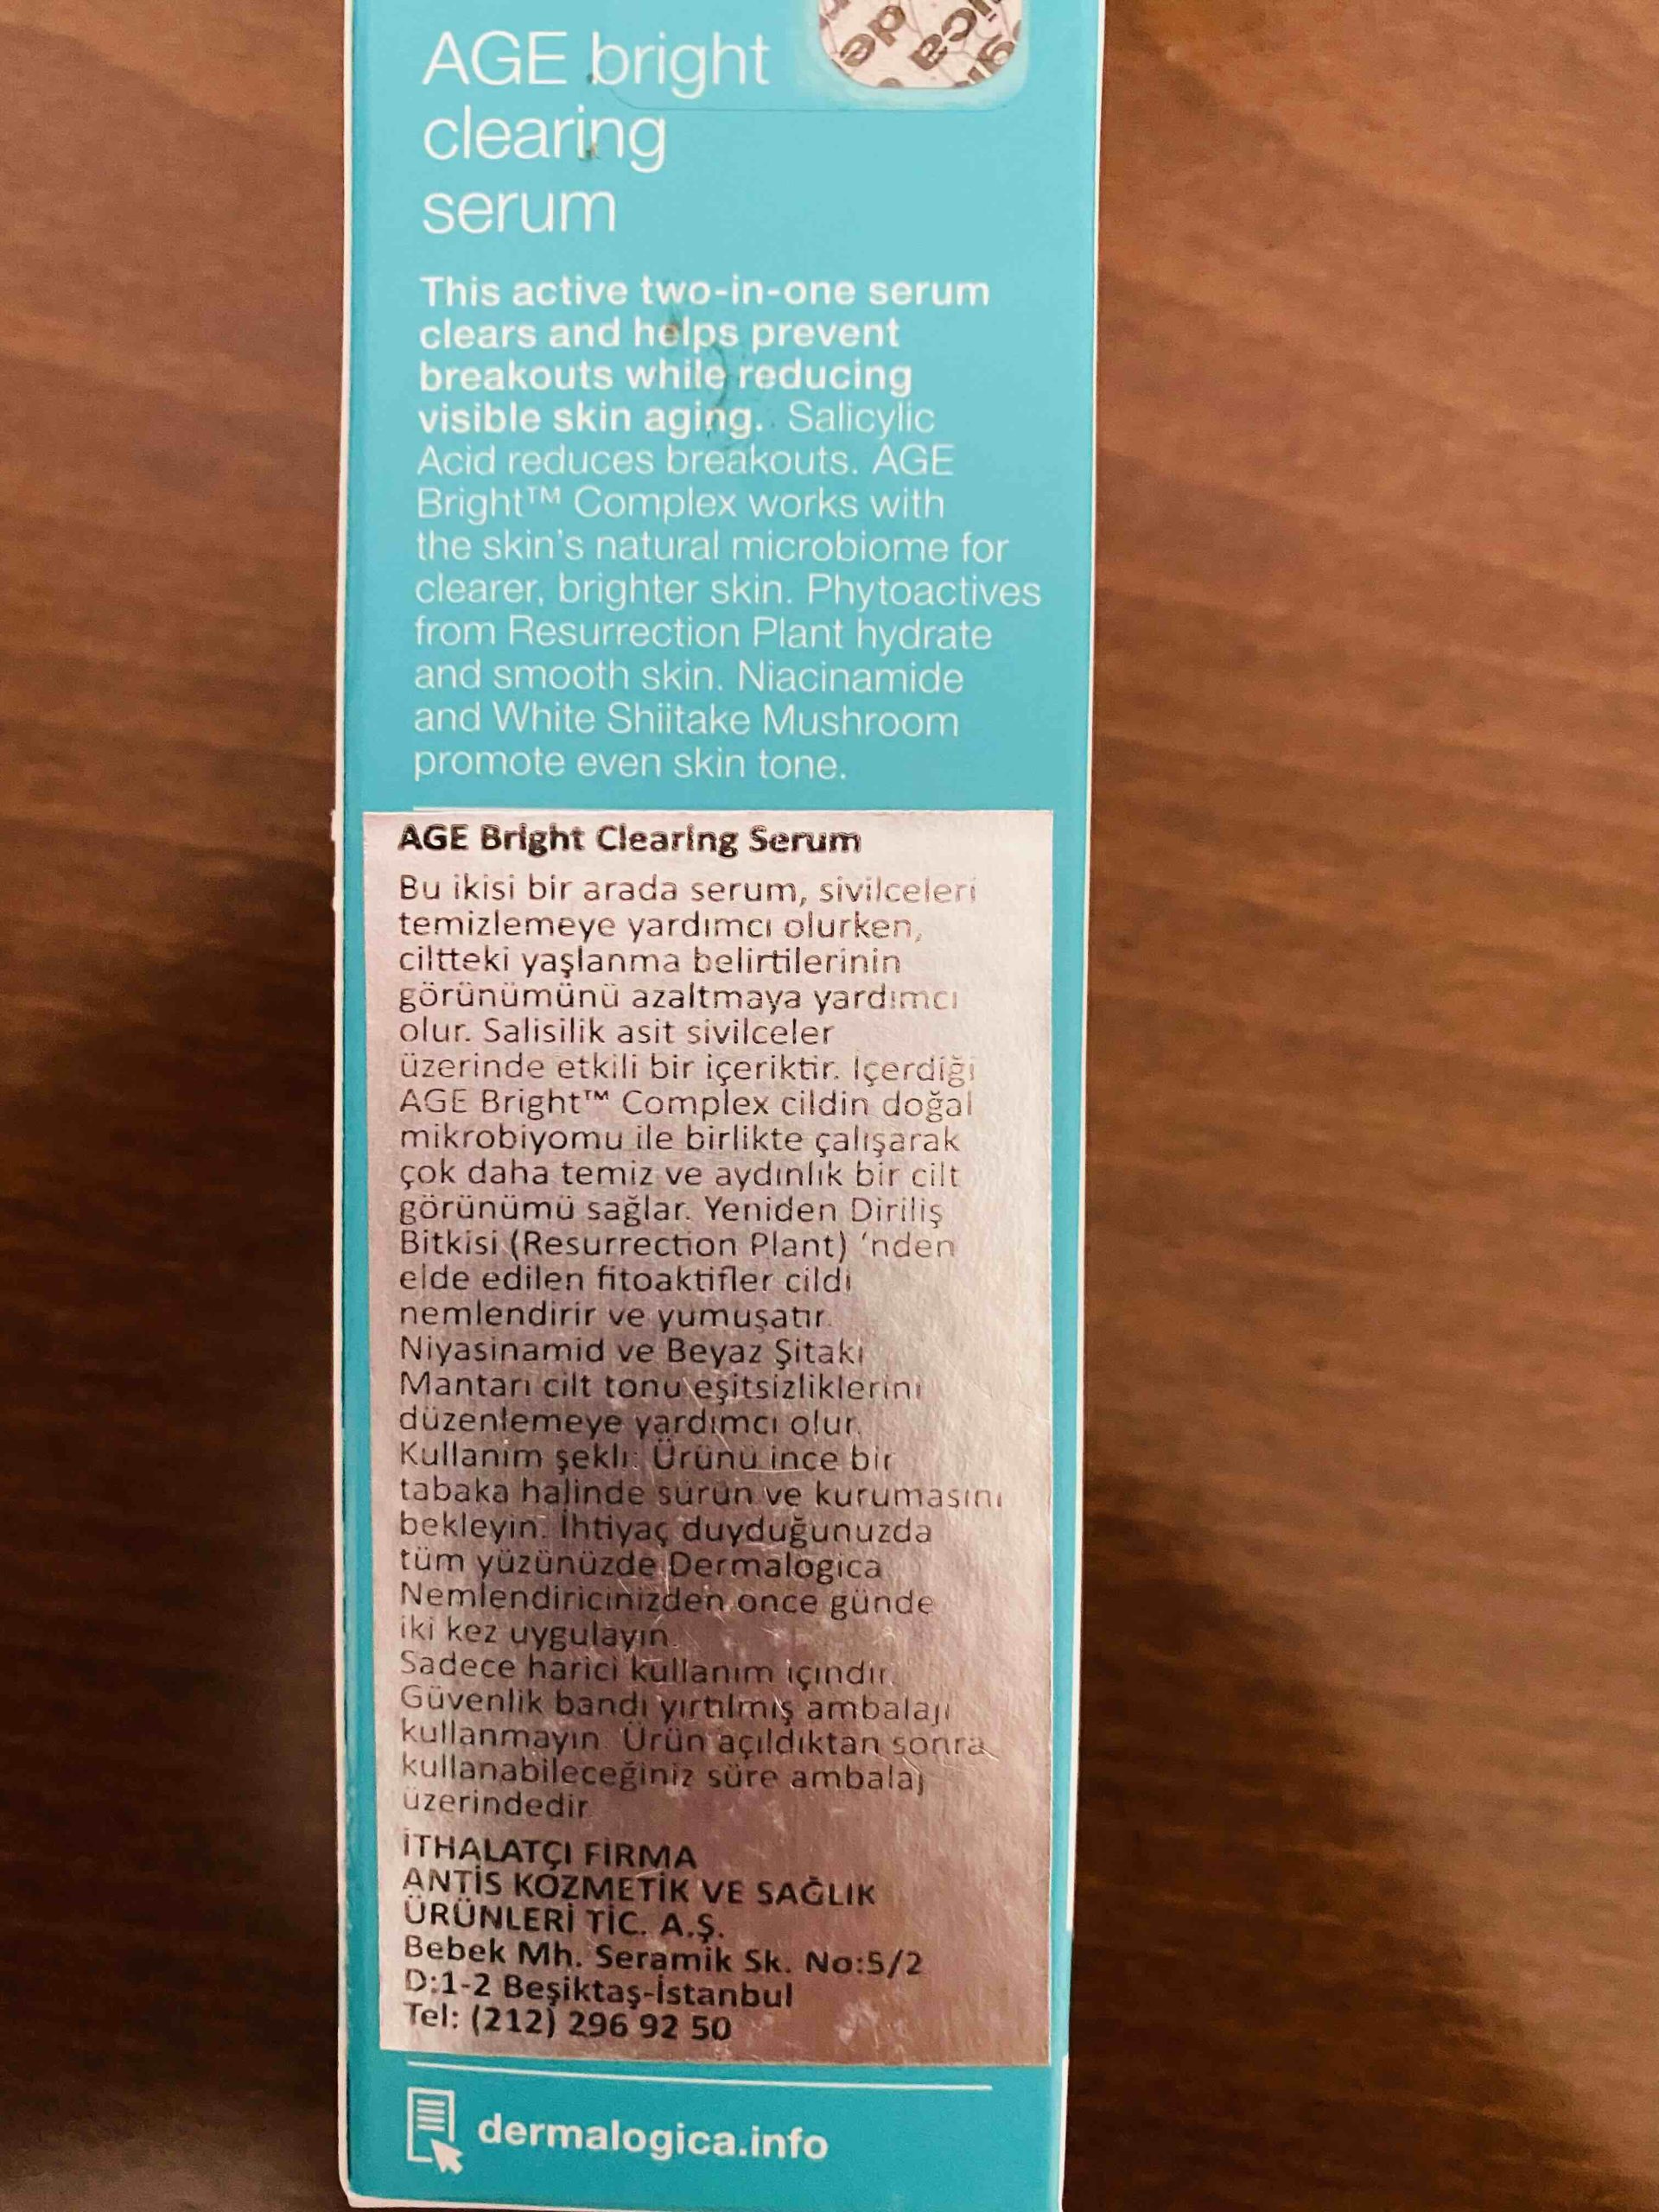 AGE bright
clearing
serum
This active two-in-one serum
clears and helps prevent
breakouts while reducing
visible skin aging. Salicylic
Acid reduces breakouts. AGE
Bright™ Complex works with
the skin's natural microbiome for
clearer, brighter skin. Phytoactives
from Resurrection Plant hydrate
and smooth skin. Niacinamide
and White Shiitake Mushroom
promote even skin tone.
AGE Bright Clearing Serum
Bu ikisi bir arada serum, sivilceleri
temizlemeye yardımcı olurken,
ciltteki yaşlanma belirtilerinin
görünümünü azaltmaya yardımcı
olur. Salisilik asit sivilceler
üzerinde etkili bir içeriktir. İçerdiği
AGE Bright™ Complex cildin doğal
mikrobiyomu ile birlikte çalışarak
çok daha temiz ve aydınlık bir cilt
görünümü sağlar. Yeniden Diriliş
Bitkisi (Resurrection Plant) 'nden
elde edilen fitoaktifler cildi
nemlendirir ve yumuşatır.
Niyasinamid ve Beyaz Şitaki
Mantarı cilt tonu eşitsizliklerini
düzenlemeye yardımcı olur.
Kullanım şekli: Ürünü ince bir
tabaka halinde sürün ve kurumasını
bekleyin. İhtiyaç duyduğunuzda
tüm yüzünüzde Dermalogica
Nemlendiricinizden önce günde
iki kez uygulayın.
Sadece harici kullanım içindir.
Güvenlik bandı yırtılmış ambalajı
kullanmayın. Ürün açıldıktan sonra
kullanabileceğiniz süre ambalaj
üzerindedir.
İTHALATÇI FİRMA
ANTİS KOZMETİK VE SAĞLIK
ÜRÜNLERİ TİC. A.Ş.
Bebek Mh. Seramik Sk. No:5/2
D:1-2 Beşiktaş-İstanbul
Tel: (212) 296 92 50
dermalogica.info